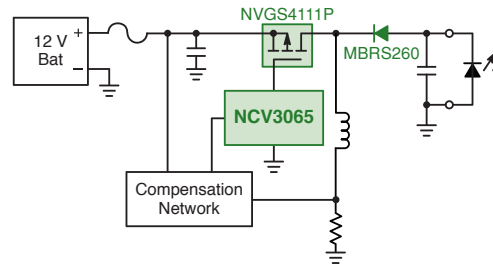 NVGS4111P
12 V
Bat
+
−
MBRS260
NCV3065
Compensation
Network